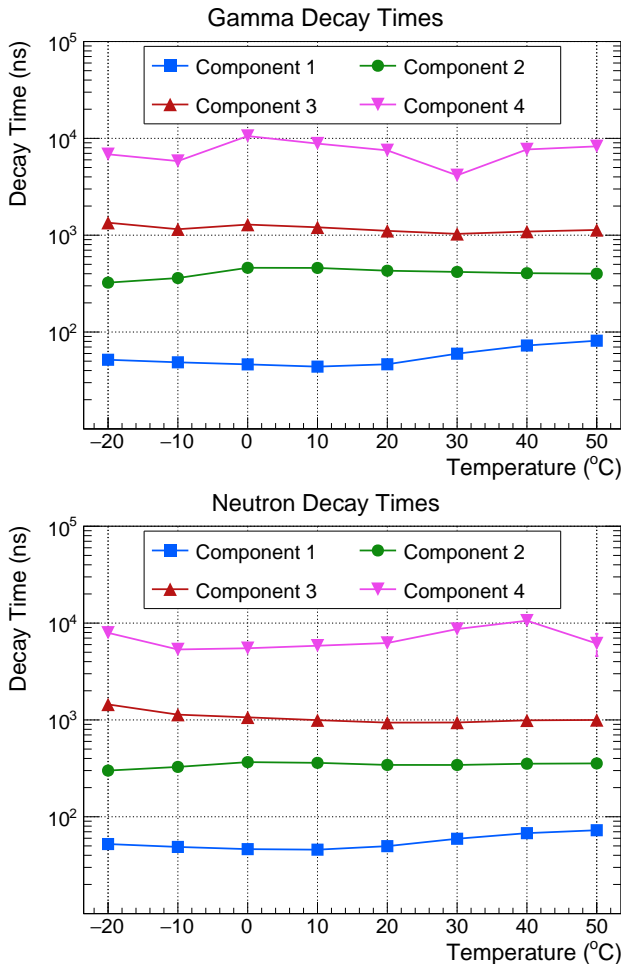 Gamma Decay Times
Decay Time (ns)
10^5
10^4
10^3
10^2
Component 1
Component 2
Component 3
Component 4
−20 −10 0 10 20 30 40 50
Temperature (°C)
Neutron Decay Times
Decay Time (ns)
10^5
10^4
10^3
10^2
Component 1
Component 2
Component 3
Component 4
−20 −10 0 10 20 30 40 50
Temperature (°C)